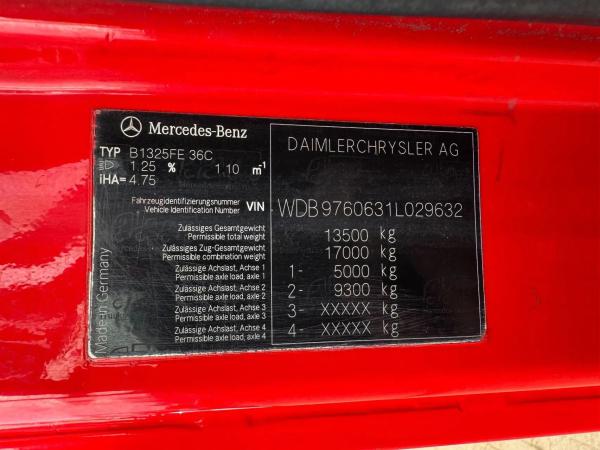 Mercedes-Benz
DAIMLERCHRYSLER AG
TYP B1325FE 36C
1.25 % 1.10 m⁻¹
iHA= 4.75
Fahrzeugidentifizierungsnummer
Vehicle Identification Number VIN WDB9760631L029632
Zulässiges Gesamtgewicht
Permissible total weight 13500 kg
Zulässiges Zug-Gesamtgewicht
Permissible combination weight 17000 kg
Zulässige Achslast, Achse 1
Permissible axle load, axle 1 1- 5000 kg
Zulässige Achslast, Achse 2
Permissible axle load, axle 2 2- 9300 kg
Zulässige Achslast, Achse 3
Permissible axle load, axle 3 3- XXXXX kg
Zulässige Achslast, Achse 4
Permissible axle load, axle 4 4- XXXXX kg
Made in Germany